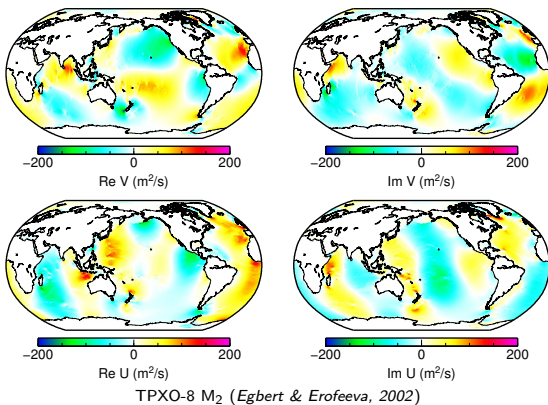 −200 0 200
Re V (m²/s)
−200 0 200
Im V (m²/s)
−200 0 200
Re U (m²/s)
−200 0 200
Im U (m²/s)
TPXO-8 M₂ (Egbert & Erofeeva, 2002)